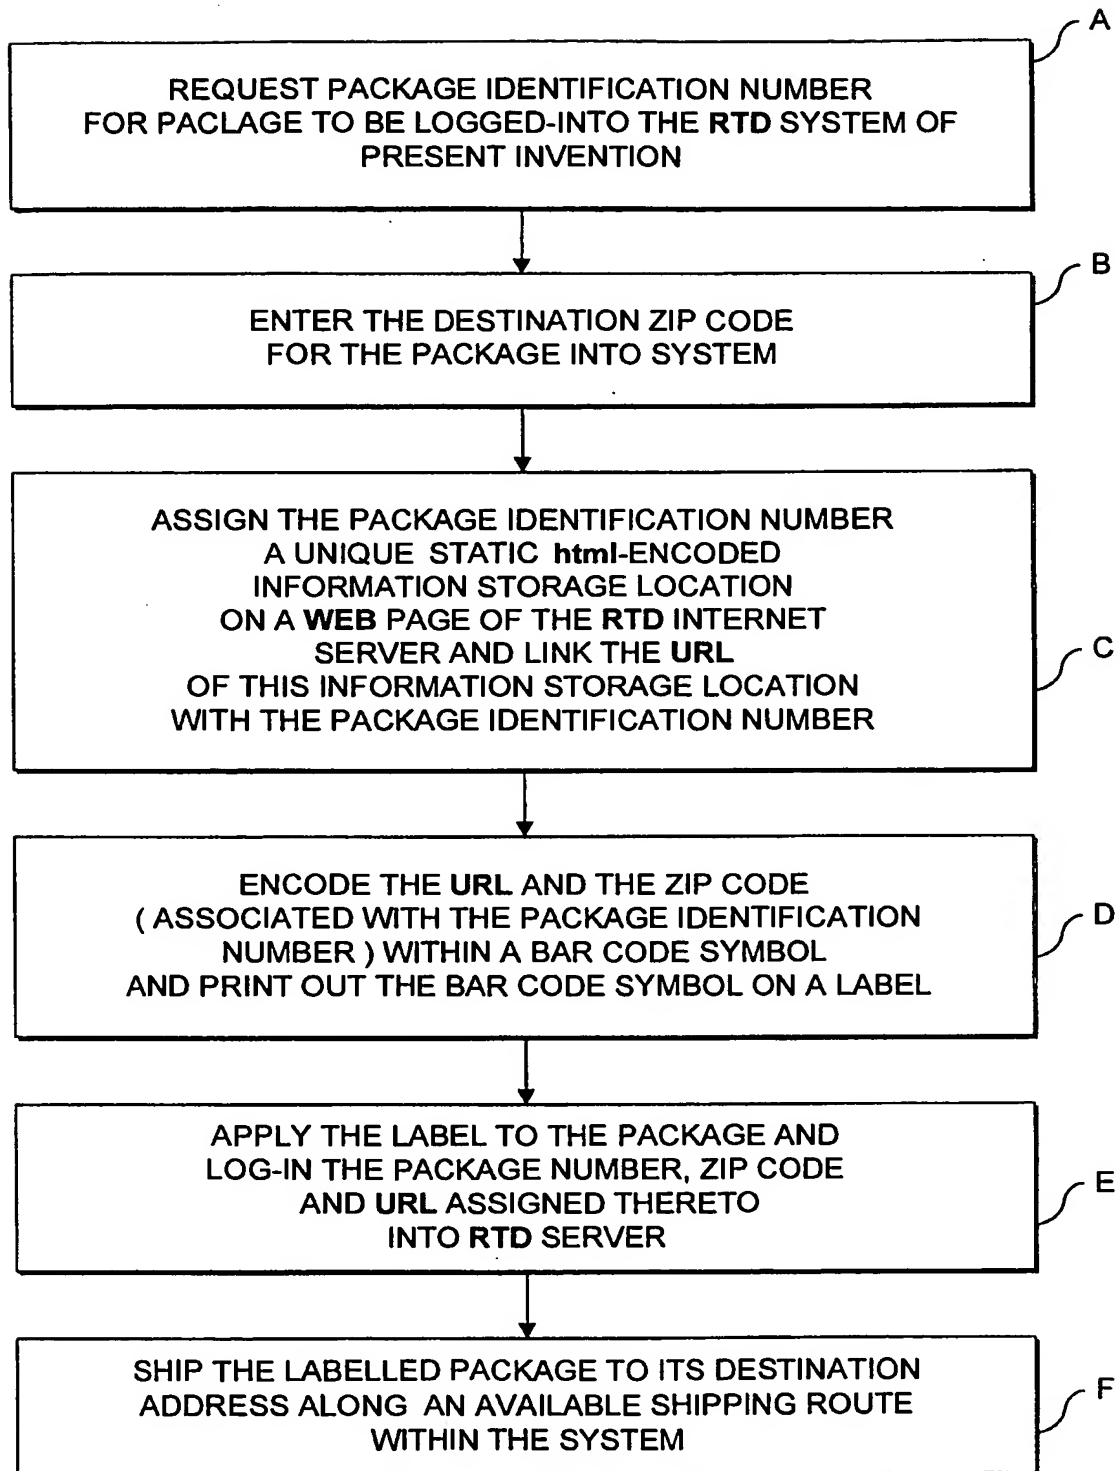 A
REQUEST PACKAGE IDENTIFICATION NUMBER
FOR PACLAGE TO BE LOGGED-INTO THE RTD SYSTEM OF
PRESENT INVENTION
B
ENTER THE DESTINATION ZIP CODE
FOR THE PACKAGE INTO SYSTEM
ASSIGN THE PACKAGE IDENTIFICATION NUMBER
A UNIQUE STATIC html-ENCODED
INFORMATION STORAGE LOCATION
ON A WEB PAGE OF THE RTD INTERNET
SERVER AND LINK THE URL
OF THIS INFORMATION STORAGE LOCATION
WITH THE PACKAGE IDENTIFICATION NUMBER
C
ENCODE THE URL AND THE ZIP CODE
( ASSOCIATED WITH THE PACKAGE IDENTIFICATION
NUMBER ) WITHIN A BAR CODE SYMBOL
AND PRINT OUT THE BAR CODE SYMBOL ON A LABEL
D
APPLY THE LABEL TO THE PACKAGE AND
LOG-IN THE PACKAGE NUMBER, ZIP CODE
AND URL ASSIGNED THERETO
INTO RTD SERVER
E
SHIP THE LABELLED PACKAGE TO ITS DESTINATION
ADDRESS ALONG AN AVAILABLE SHIPPING ROUTE
WITHIN THE SYSTEM
F